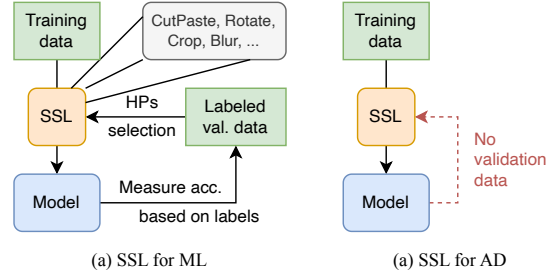 Training
data
CutPaste, Rotate,
Crop, Blur, ...
SSL
HPs
selection
Labeled
val. data
Model
Measure acc.
based on labels
(a) SSL for ML
Training
data
SSL
No
validation
data
Model
(a) SSL for AD